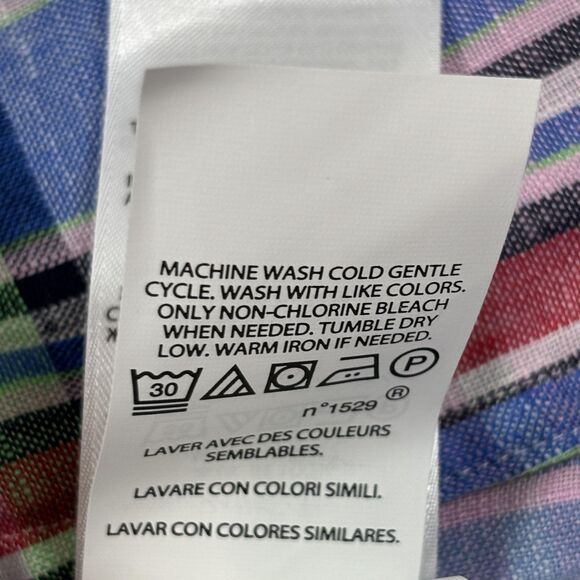 MACHINE WASH COLD GENTLE
CYCLE. WASH WITH LIKE COLORS.
ONLY NON-CHLORINE BLEACH
WHEN NEEDED. TUMBLE DRY
LOW. WARM IRON IF NEEDED.
30 P ®
n°1529
LAVER AVEC DES COULEURS
SEMBLABLES.
LAVARE CON COLORI SIMILI.
LAVAR CON COLORES SIMILARES.